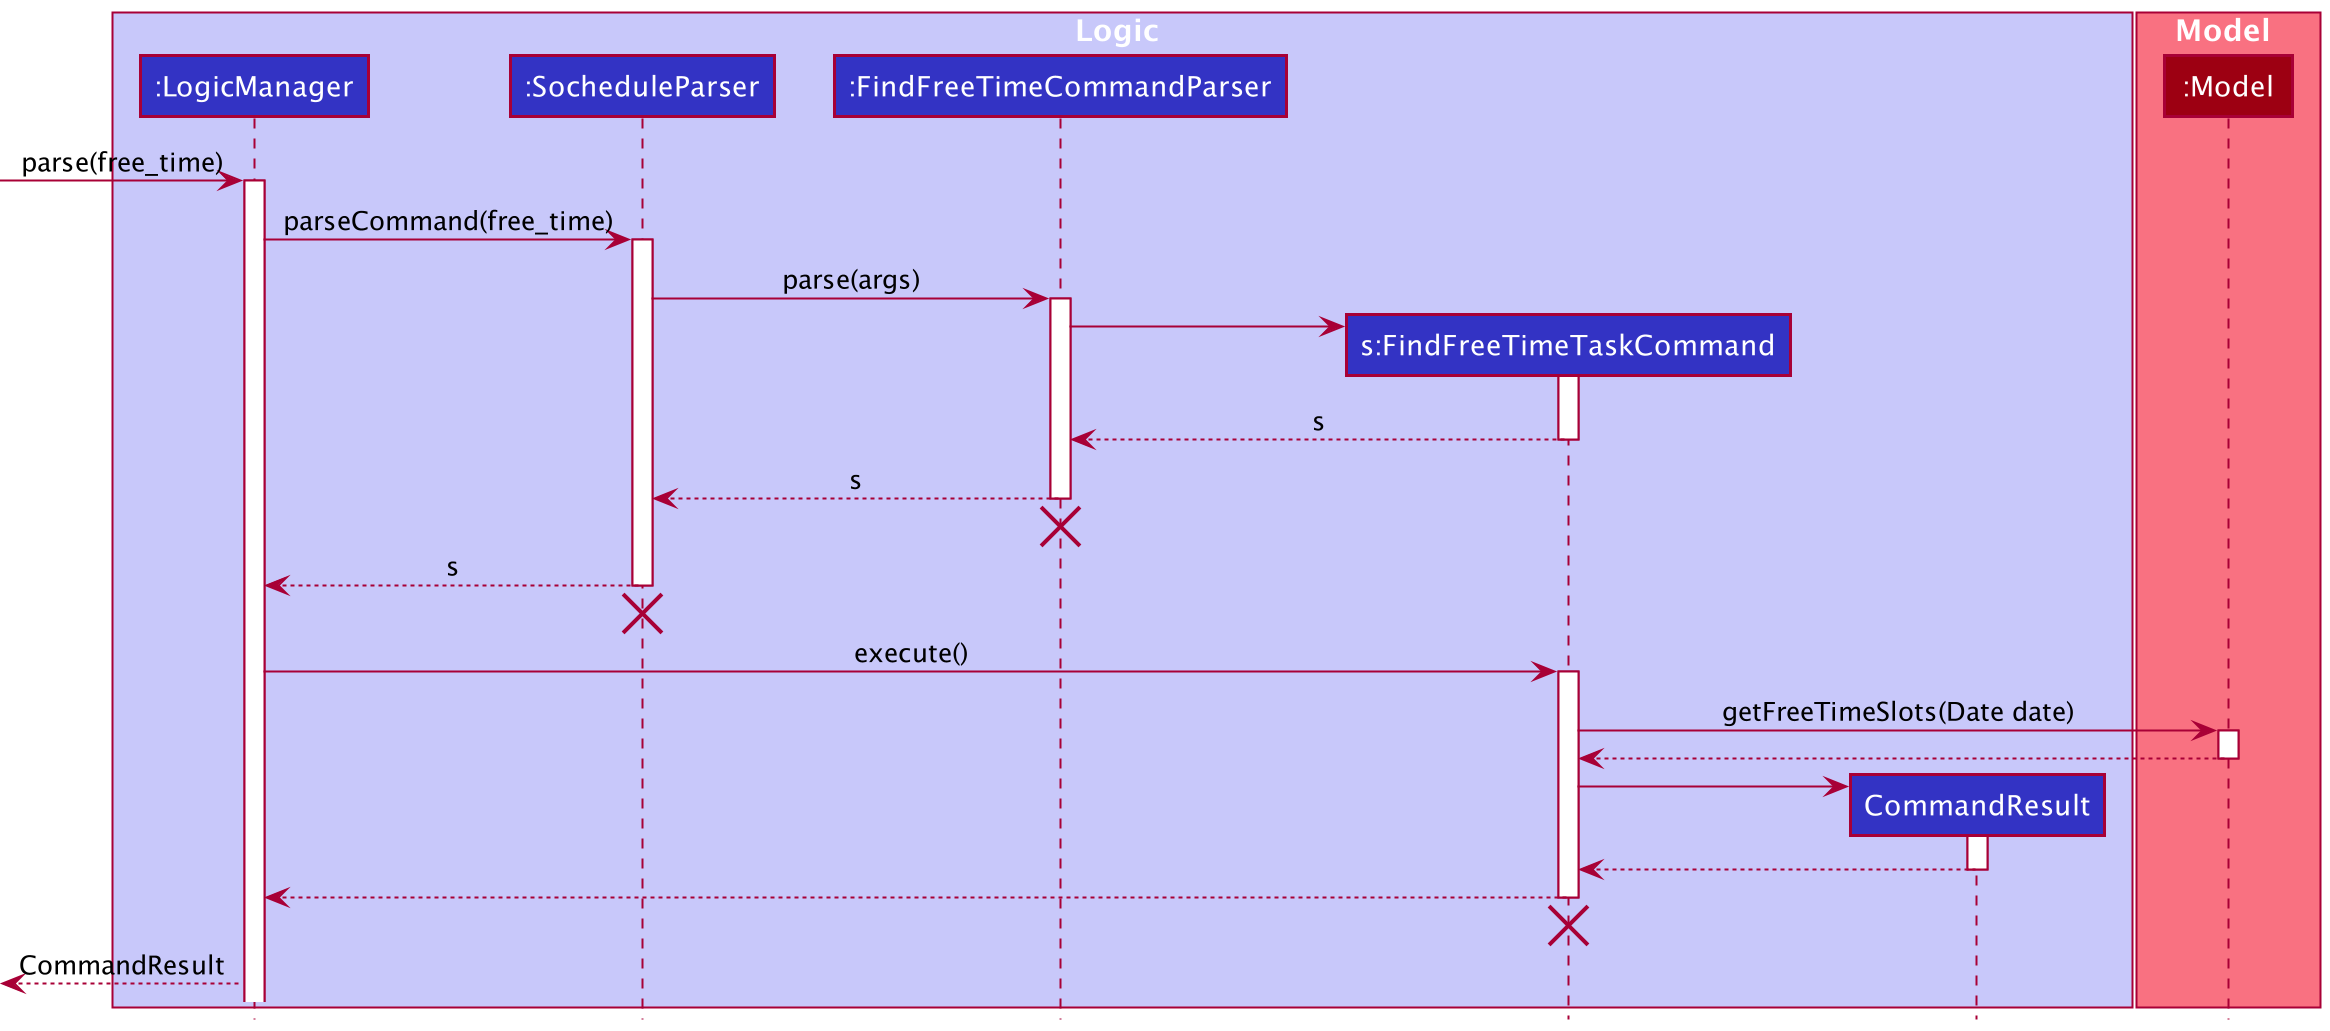 Logic
Model
:LogicManager
:SocheduleParser
:FindFreeTimeCommandParser
:Model
parse(free_time)
parseCommand(free_time)
parse(args)
s:FindFreeTimeTaskCommand
s
s
s
execute()
getFreeTimeSlots(Date date)
CommandResult
CommandResult